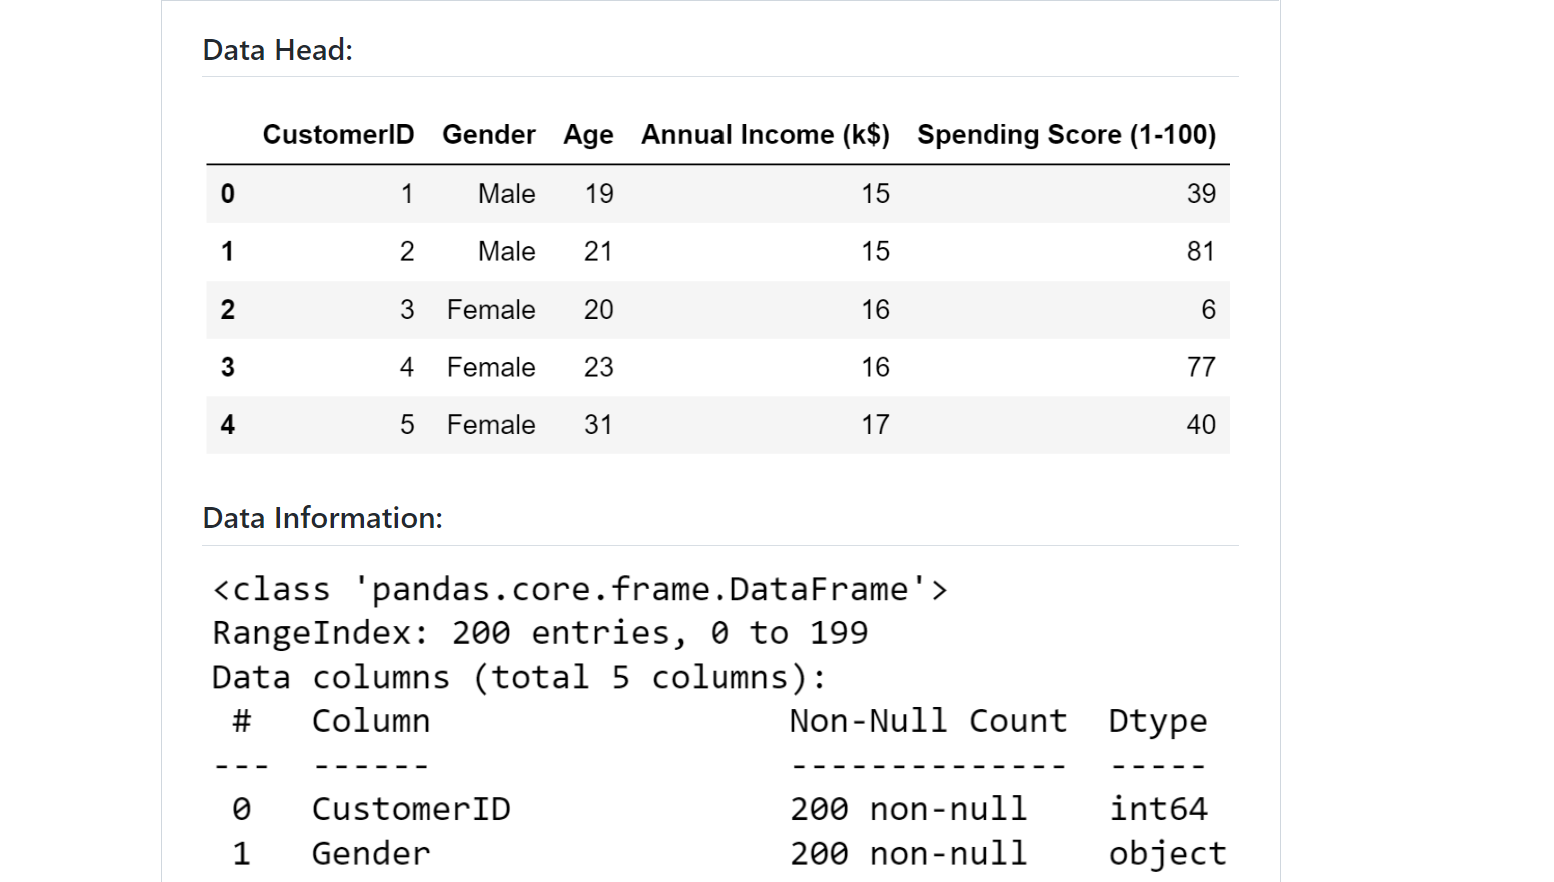 Data Head:
CustomerID Gender Age Annual Income (k$) Spending Score (1-100)
0 1 Male 19 15 39
1 2 Male 21 15 81
2 3 Female 20 16 6
3 4 Female 23 16 77
4 5 Female 31 17 40
Data Information:
<class 'pandas.core.frame.DataFrame'>
RangeIndex: 200 entries, 0 to 199
Data columns (total 5 columns):
# Column Non-Null Count Dtype
--- ------ -------------- -----
0 CustomerID 200 non-null int64
1 Gender 200 non-null object